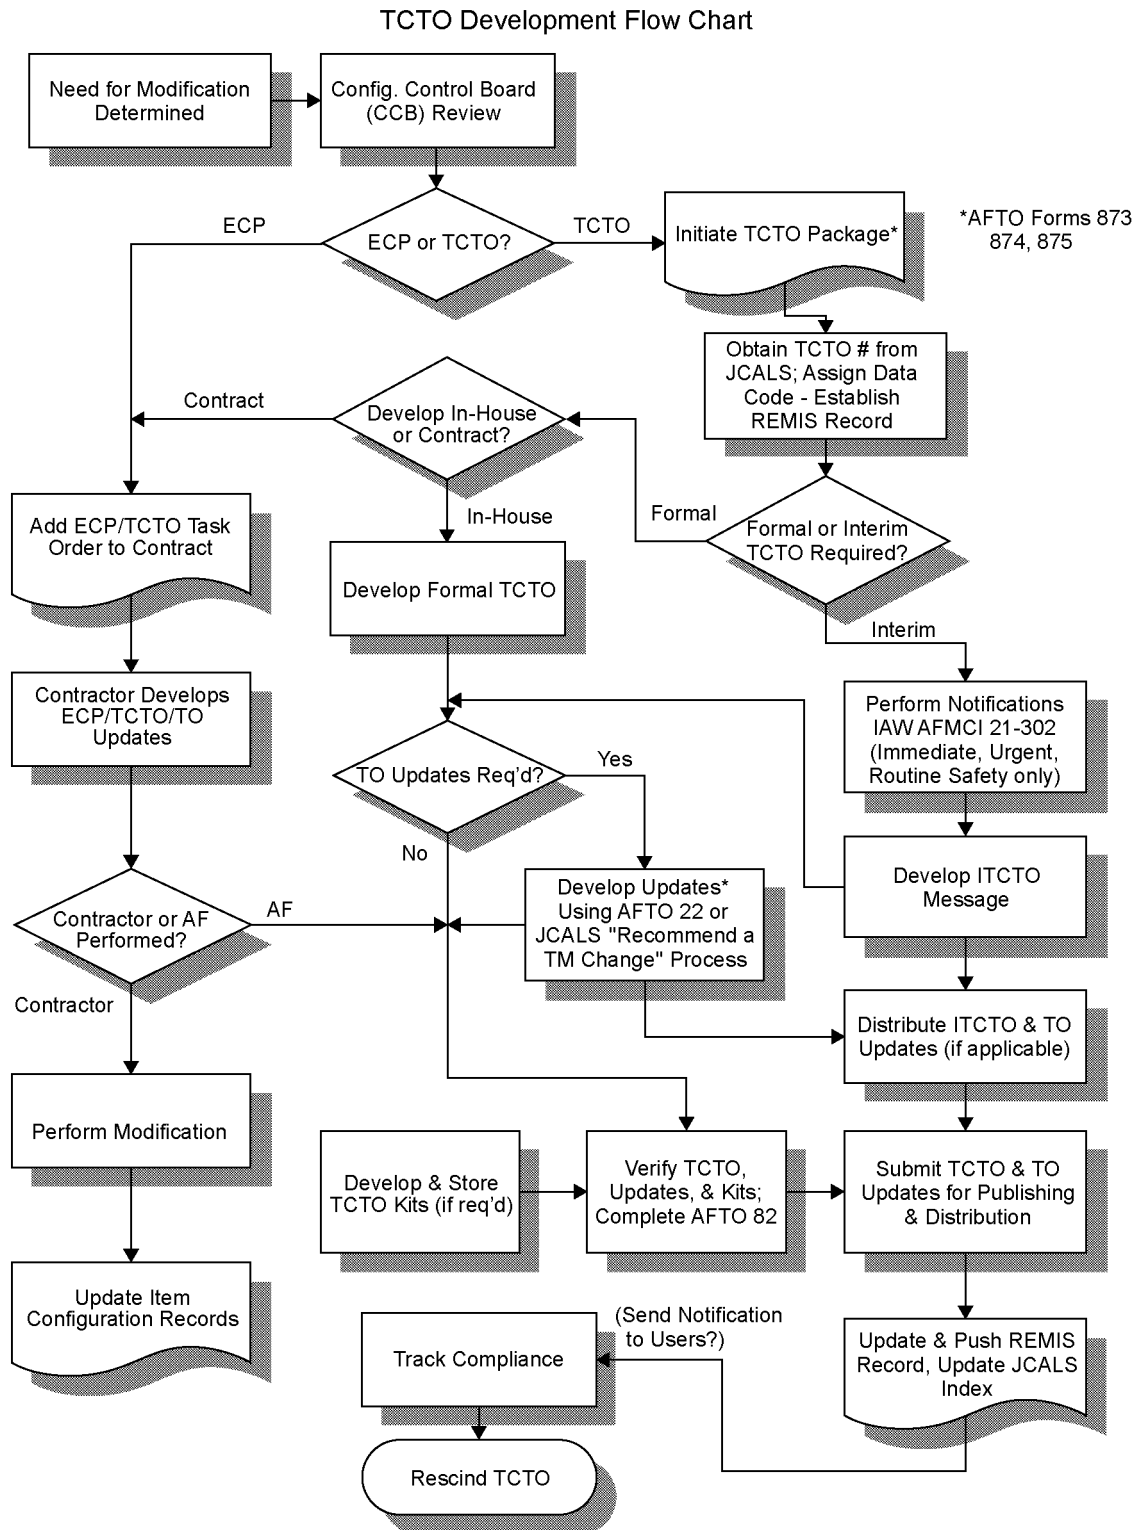 TCTO Development Flow Chart
Need for Modification
Determined
Config. Control Board
(CCB) Review
ECP
ECP or TCTO?
TCTO
Initiate TCTO Package*
*AFTO Forms 873
874, 875
Obtain TCTO # from
JCALS; Assign Data
Code - Establish
REMIS Record
Contract
Develop In-House
or Contract?
In-House
Formal
Formal or Interim
TCTO Required?
Interim
Add ECP/TCTO Task
Order to Contract
Develop Formal TCTO
Contractor Develops
ECP/TCTO/TO
Updates
Perform Notifications
IAW AFMCI 21-302
(Immediate, Urgent,
Routine Safety only)
TO Updates Req'd?
Yes
No
Develop Updates*
Using AFTO 22 or
JCALS "Recommend a
TM Change" Process
Develop ITCTO
Message
Contractor or AF
Performed?
AF
Contractor
Distribute ITCTO & TO
Updates (if applicable)
Perform Modification
Develop & Store
TCTO Kits (if req'd)
Verify TCTO,
Updates, & Kits;
Complete AFTO 82
Submit TCTO & TO
Updates for Publishing
& Distribution
Update Item
Configuration Records
Track Compliance
(Send Notification
to Users?)
Update & Push REMIS
Record, Update JCALS
Index
Rescind TCTO